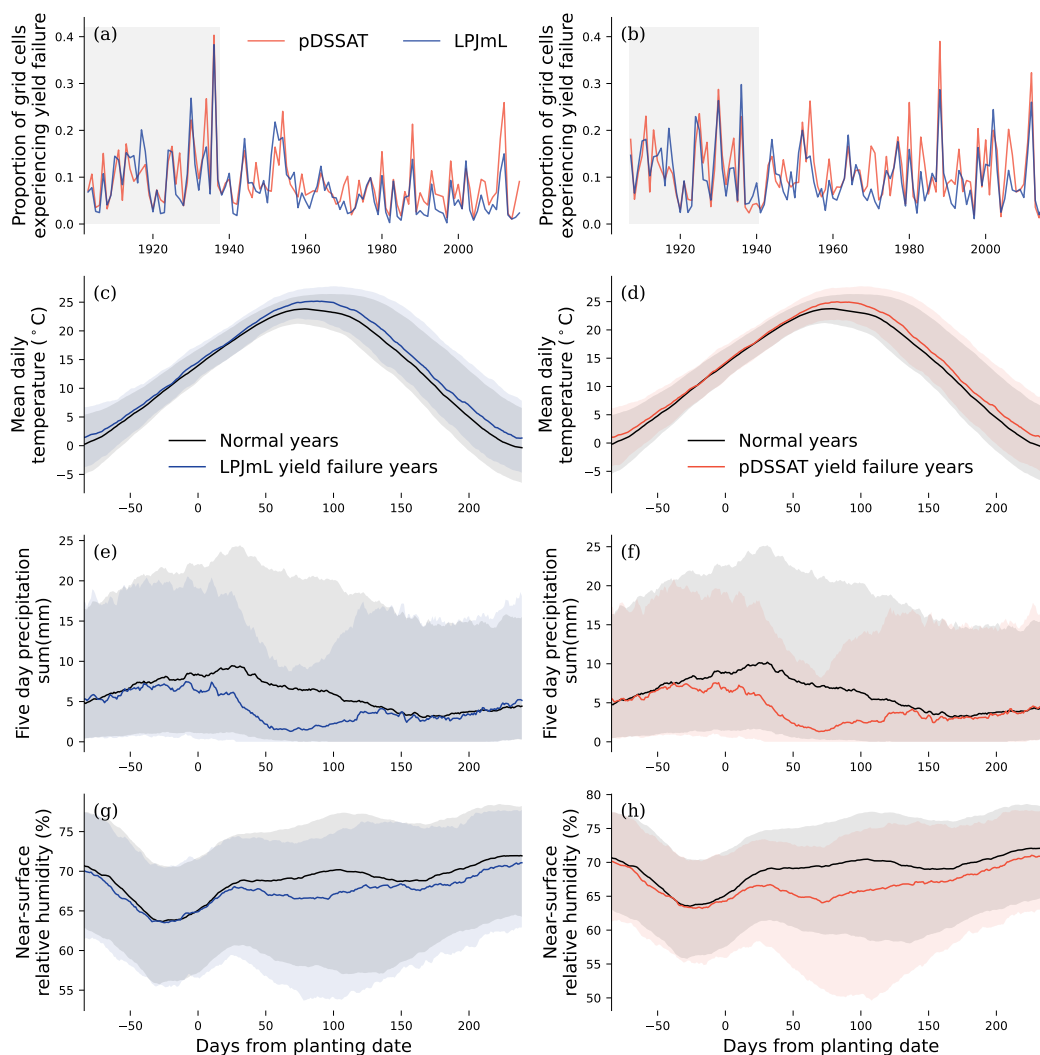 (a)
pDSSAT
LPJmL
Proportion of grid cells
experiencing yield failure
0.4
0.3
0.2
0.1
0.0
1920
1940
1960
1980
2000
(b)
Proportion of grid cells
experiencing yield failure
0.4
0.3
0.2
0.1
0.0
1920
1940
1960
1980
2000
(c)
Mean daily
temperature (°C)
25
20
15
10
5
0
−5
Normal years
LPJmL yield failure years
−50
0
50
100
150
200
(d)
Mean daily
temperature (°C)
25
20
15
10
5
0
−5
Normal years
pDSSAT yield failure years
−50
0
50
100
150
200
(e)
Five day precipitation
sum(mm)
25
20
15
10
5
0
−50
0
50
100
150
200
(f)
Five day precipitation
sum(mm)
25
20
15
10
5
0
−50
0
50
100
150
200
(g)
Near-surface
relative humidity (%)
75
70
65
60
55
−50
0
50
100
150
200
Days from planting date
(h)
Near-surface
relative humidity (%)
80
75
70
65
60
55
50
−50
0
50
100
150
200
Days from planting date